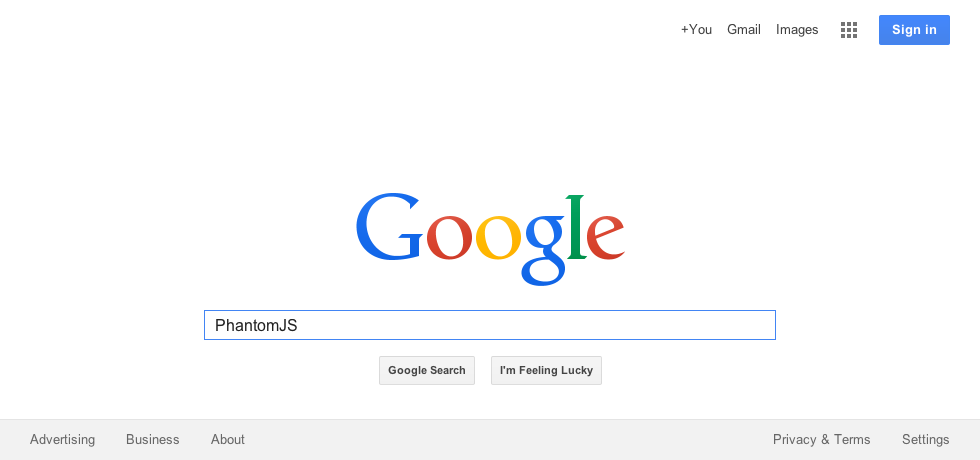 +You Gmail Images Sign in
Google
PhantomJS
Google Search I'm Feeling Lucky
Advertising Business About Privacy & Terms Settings